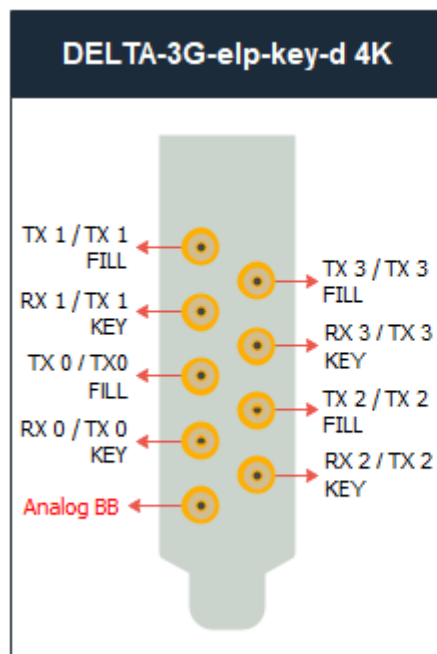 DELTA-3G-elp-key-d 4K
TX 1 / TX 1
FILL
TX 3 / TX 3
FILL
RX 1 / TX 1
KEY
RX 3 / TX 3
KEY
TX 0 / TX0
FILL
TX 2 / TX 2
FILL
RX 0 / TX 0
KEY
RX 2 / TX 2
KEY
Analog BB